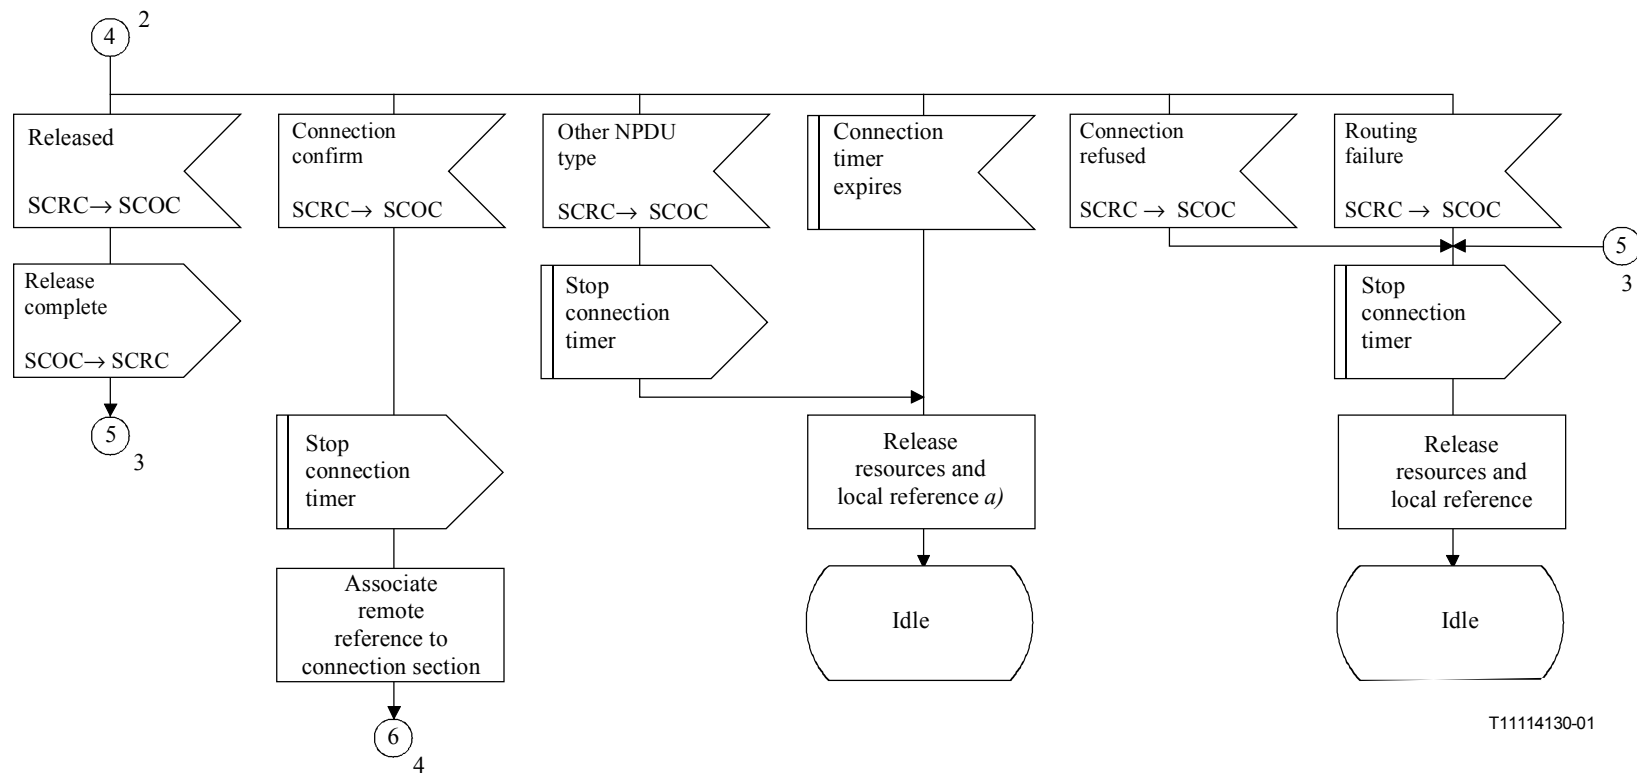 4
2
Released
SCRC→ SCOC
Connection
confirm
SCRC→ SCOC
Other NPDU
type
SCRC→ SCOC
Connection
timer
expires
Connection
refused
SCRC → SCOC
Routing
failure
SCRC → SCOC
5
3
Release
complete
SCOC→ SCRC
5
3
Stop
connection
timer
Associate
remote
reference to
connection section
6
4
Stop
connection
timer
Release
resources and
local reference a)
Idle
Stop
connection
timer
Release
resources and
local reference
Idle
T11114130-01